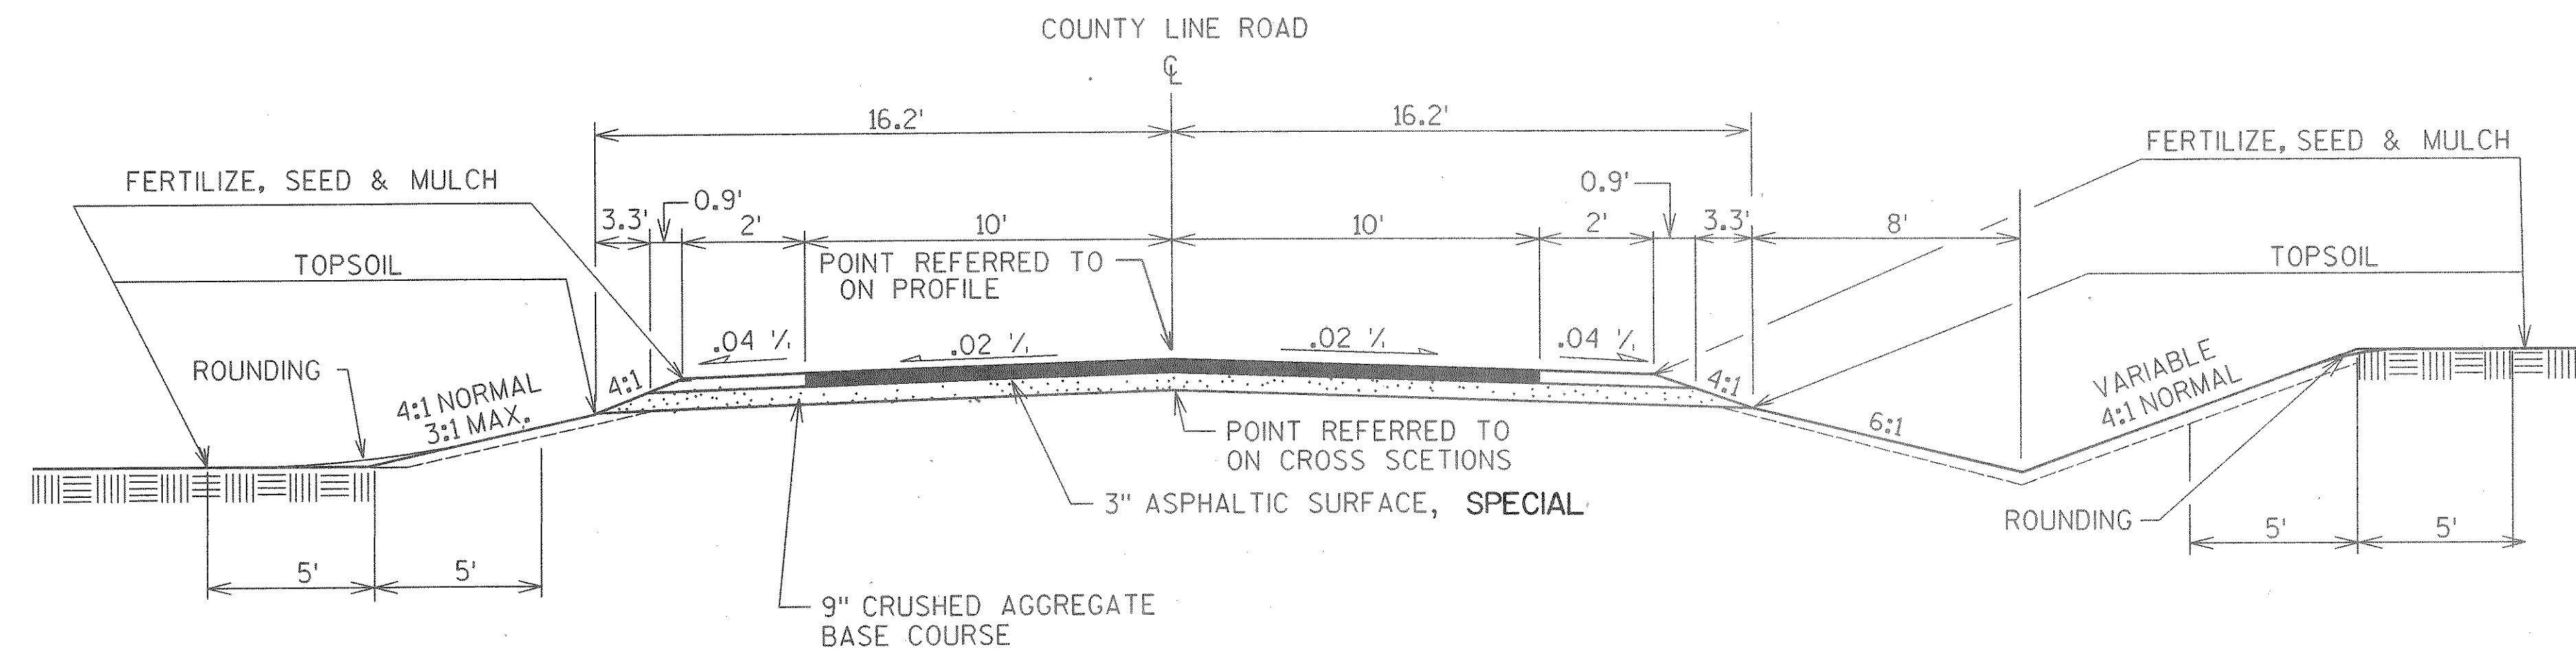 COUNTY LINE ROAD
℄
16.2' 16.2'
FERTILIZE, SEED & MULCH
FERTILIZE, SEED & MULCH
0.9' 0.9'
3.3' 2' 10' 10' 2' 3.3' 8'
TOPSOIL
POINT REFERRED TO
ON PROFILE
TOPSOIL
.04 '/, .02 '/, .02 '/, .04 '/,
ROUNDING
4:1 NORMAL
3:1 MAX.
4:1
4:1
6:1
VARIABLE
4:1 NORMAL
POINT REFERRED TO
ON CROSS SCETIONS
3" ASPHALTIC SURFACE, SPECIAL
ROUNDING
5' 5'
5' 5'
9" CRUSHED AGGREGATE
BASE COURSE